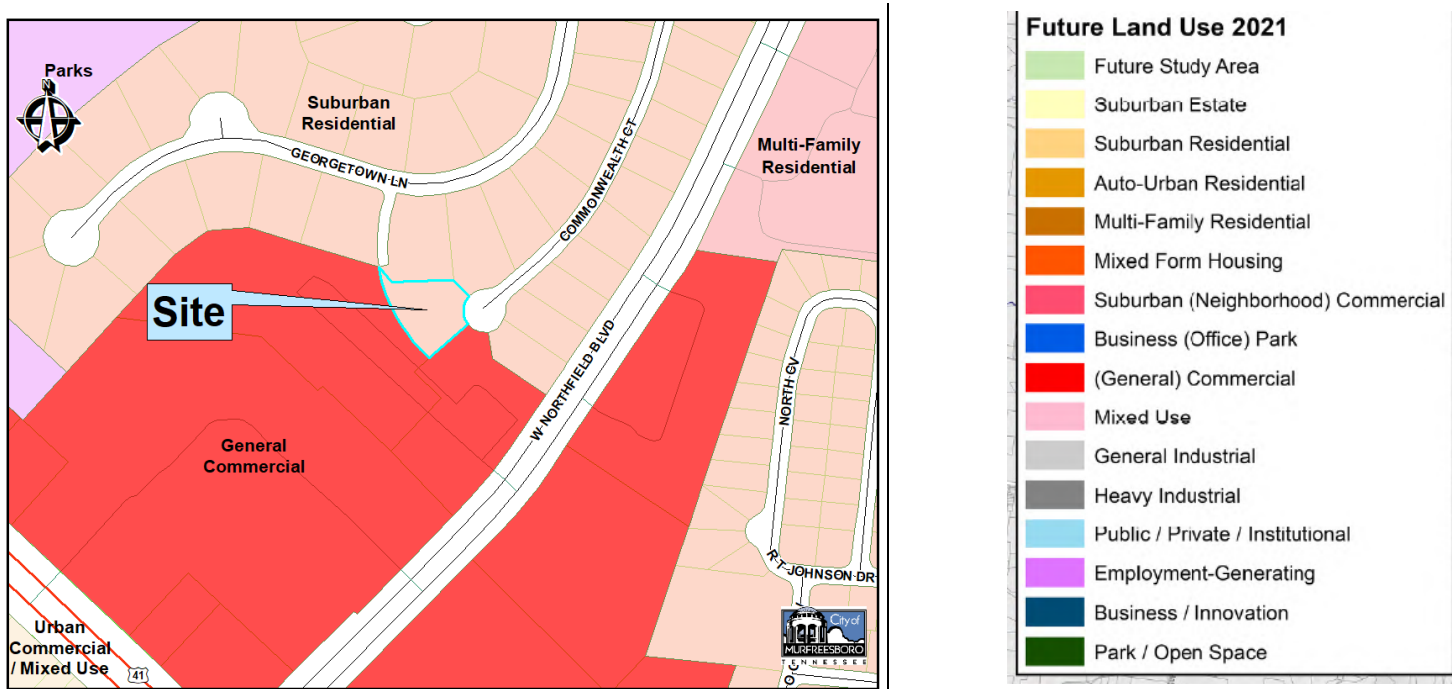 Parks
N
Suburban
Residential
GEORGETOWN LN
COMMONWEALTH CT
Multi-Family
Residential
Site
W NORTHFIELD BLVD
NORTH CV
General
Commercial
R T JOHNSON DR
Urban
Commercial
/ Mixed Use
41
City of
MURFREESBORO
TENNESSEE
Future Land Use 2021
Future Study Area
Suburban Estate
Suburban Residential
Auto-Urban Residential
Multi-Family Residential
Mixed Form Housing
Suburban (Neighborhood) Commercial
Business (Office) Park
(General) Commercial
Mixed Use
General Industrial
Heavy Industrial
Public / Private / Institutional
Employment-Generating
Business / Innovation
Park / Open Space